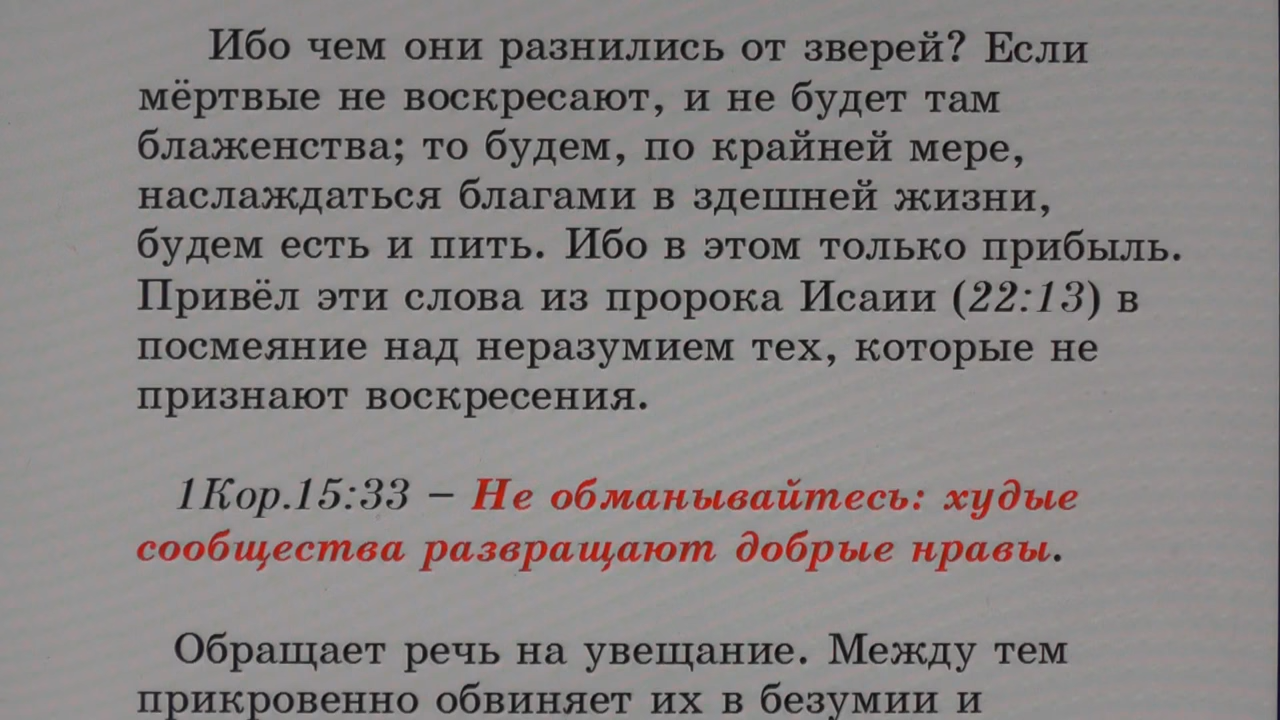 Ибо чем они разнились от зверей? Если
мёртвые не воскресают, и не будет там
блаженства; то будем, по крайней мере,
наслаждаться благами в здешней жизни,
будем есть и пить. Ибо в этом только прибыль.
Привёл эти слова из пророка Исаии (22:13) в
посмеяние над неразумием тех, которые не
признают воскресения.
1Кор.15:33 – Не обманывайтесь: худые
сообщества развращают добрые нравы.
Обращает речь на увещание. Между тем
прикровенно обвиняет их в безумии и